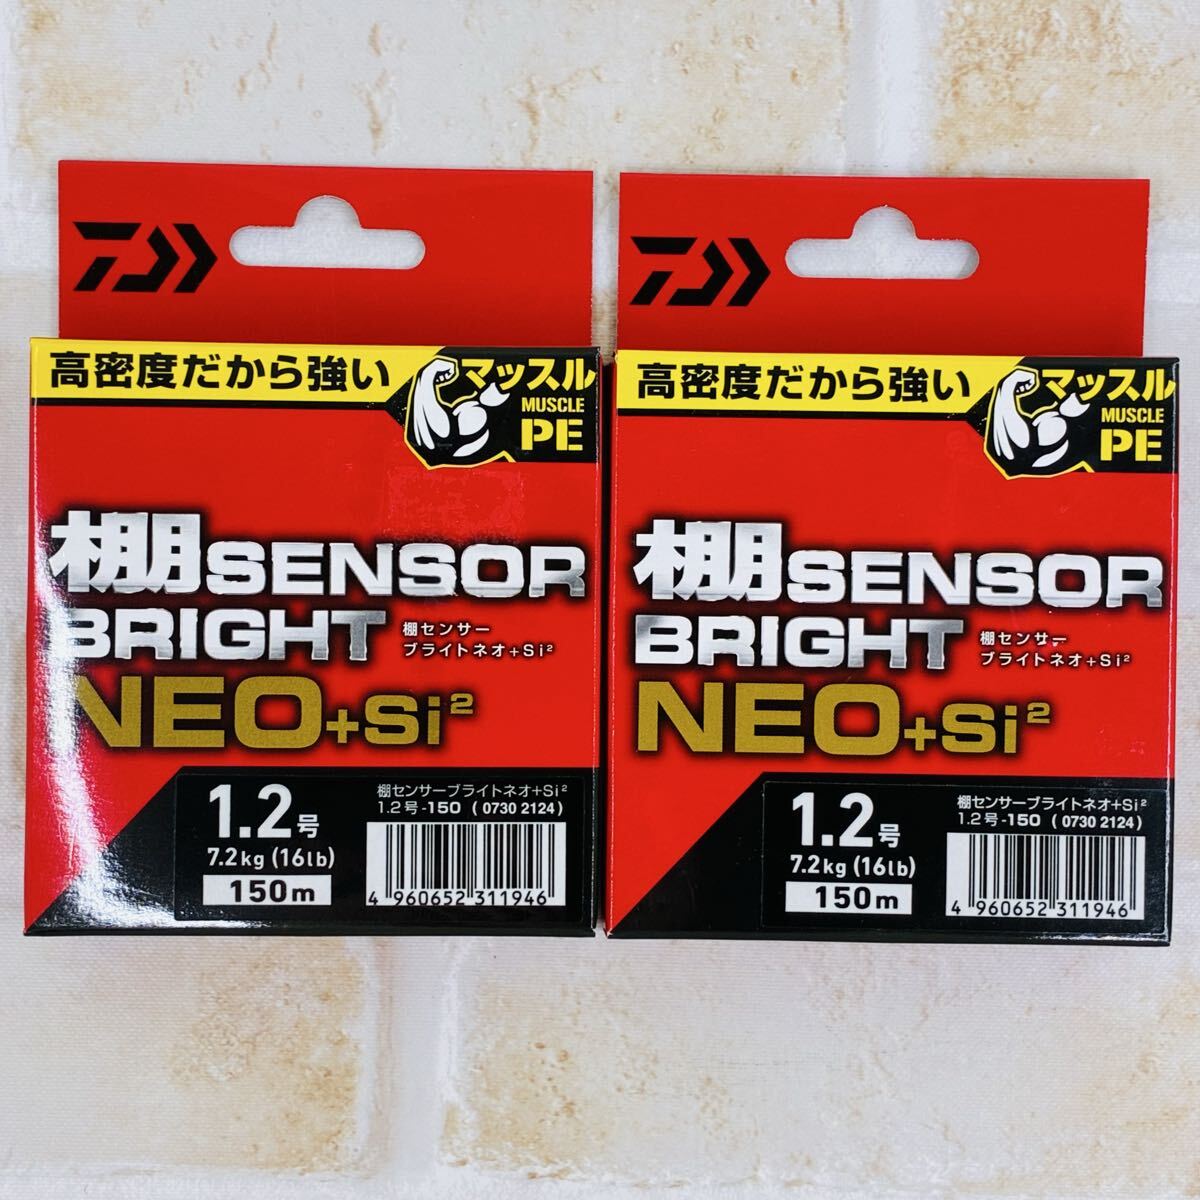 高密度だから強い
マッスル
MUSCLE
PE
棚SENSOR
BRIGHT
棚センサー
ブライトネオ+Si²
NEO+Si²
1.2号
7.2kg (16lb)
150m
棚センサーブライトネオ+Si²
1.2号-150 ( 0730 2124 )
4 960652 311946
高密度だから強い
マッスル
MUSCLE
PE
棚SENSOR
BRIGHT
棚センサー
ブライトネオ+Si²
NEO+Si²
1.2号
7.2kg (16lb)
150m
棚センサーブライトネオ+Si²
1.2号-150 ( 0730 2124 )
4 960652 311946